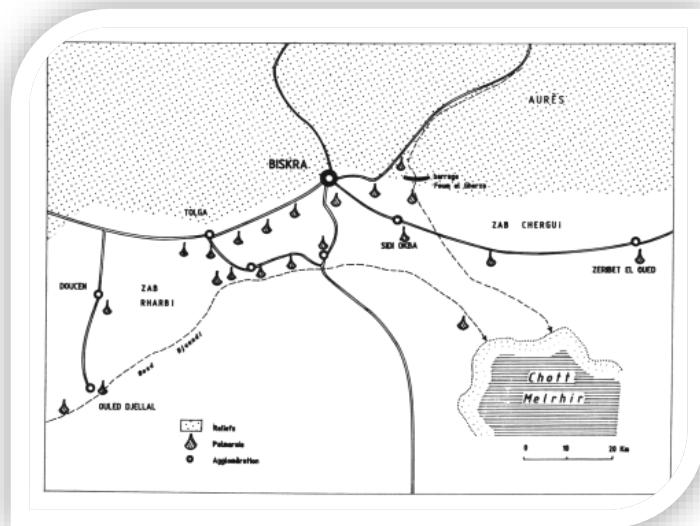 AURÈS
BISKRA
barrage
Foum el Gherza
TOLGA
ZAB CHERGUI
SIDI OKBA
ZERIBET EL OUED
DOUCEN
ZAB
RHARBI
Oued Djeddi
Chott
Melrhir
OULED DJELLAL
Reliefs
Palmeraie
Agglomération
0 10 20 Km